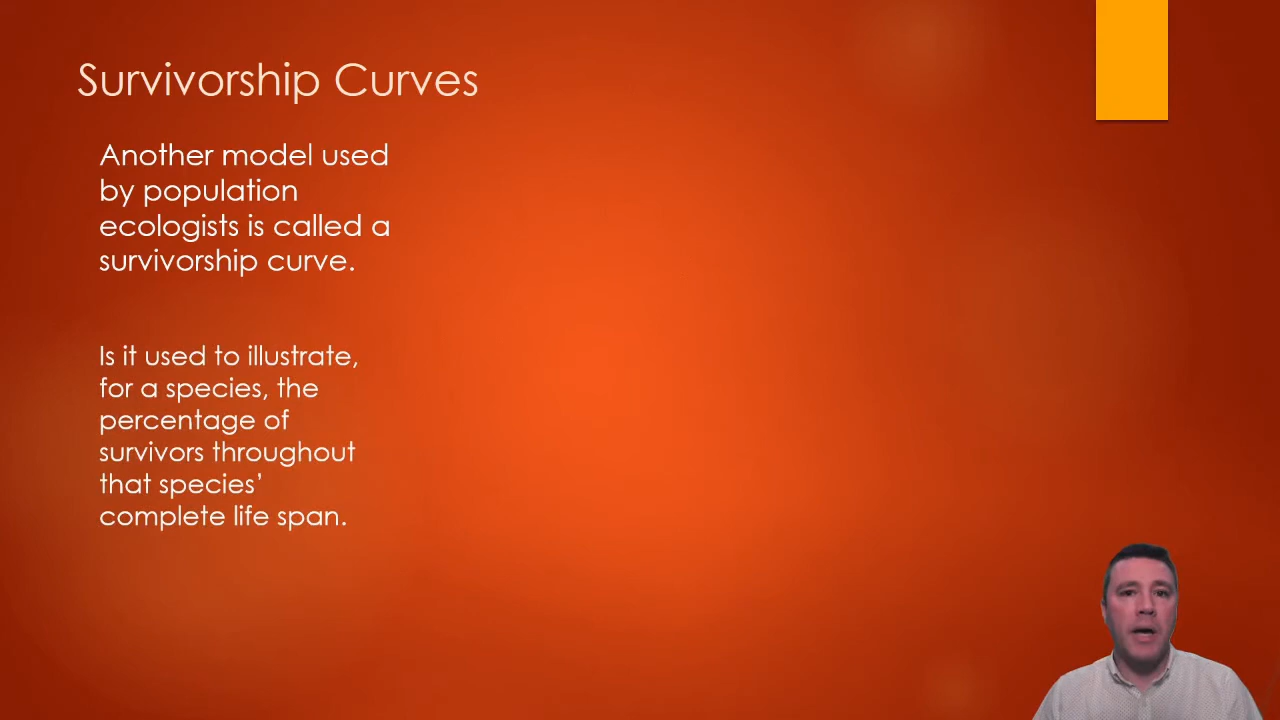 Survivorship Curves
Another model used
by population
ecologists is called a
survivorship curve.
Is it used to illustrate,
for a species, the
percentage of
survivors throughout
that species’
complete life span.